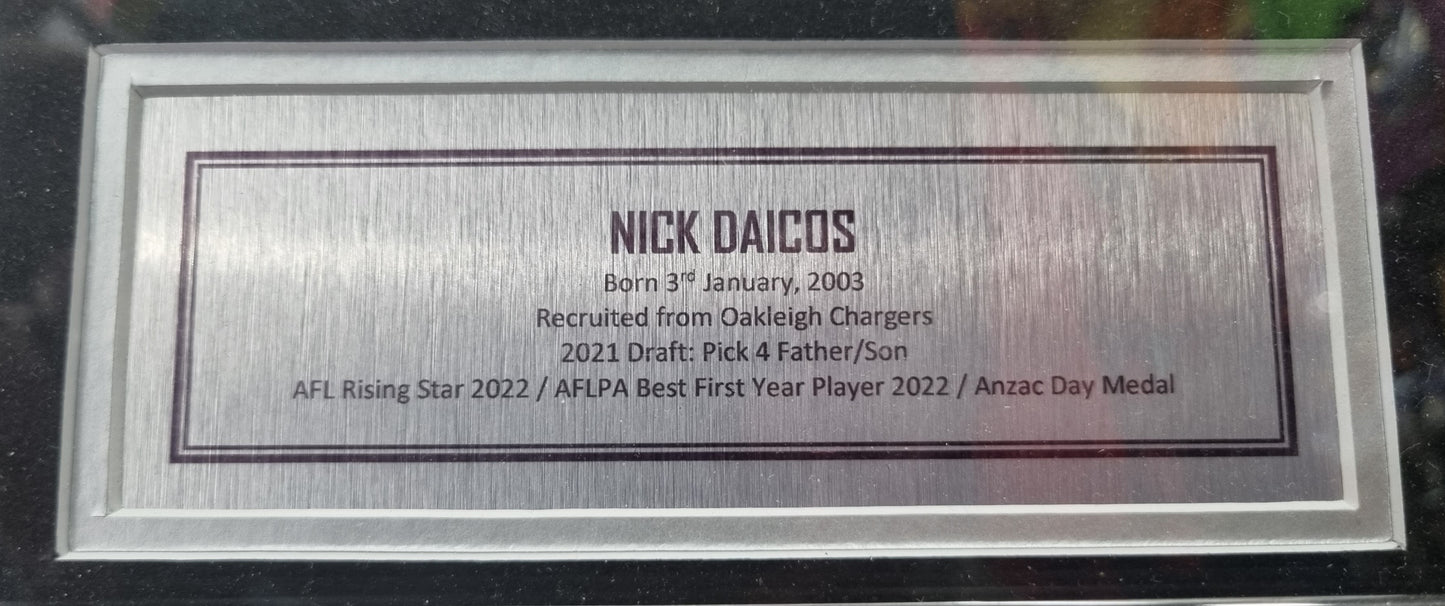 NICK DAICOS
Born 3rd January, 2003
Recruited from Oakleigh Chargers
2021 Draft: Pick 4 Father/Son
AFL Rising Star 2022 / AFLPA Best First Year Player 2022 / Anzac Day Medal